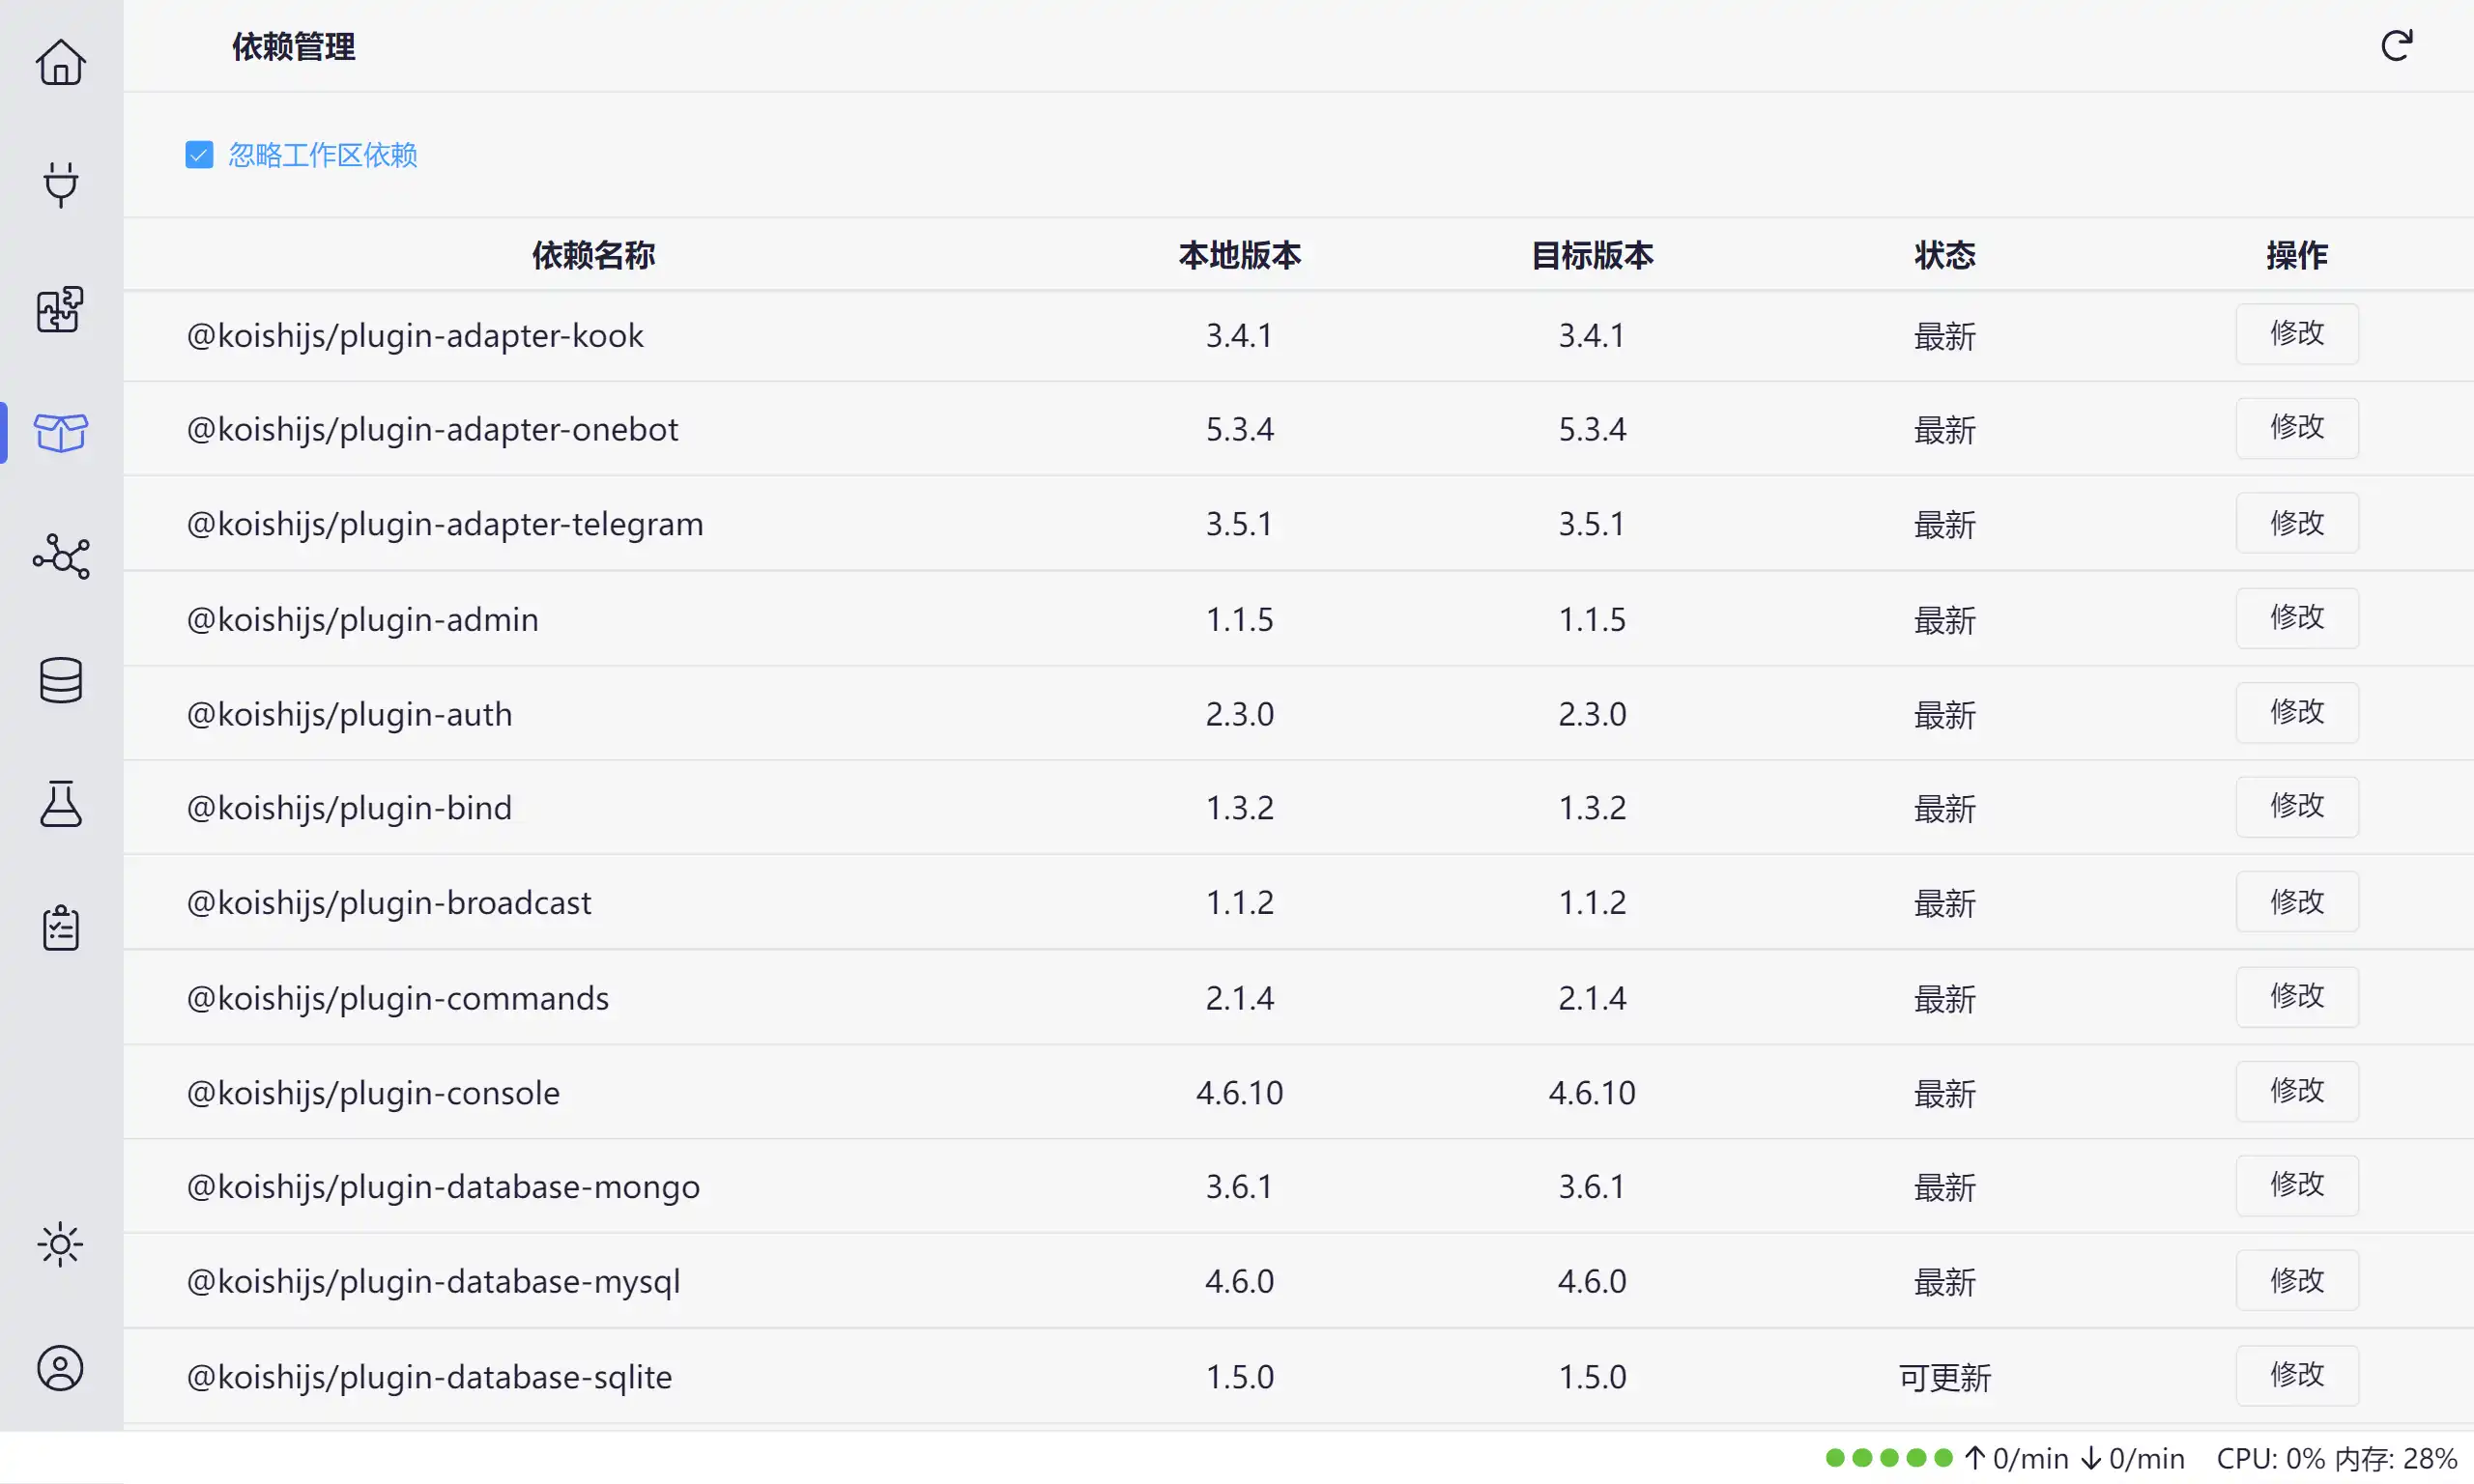 依赖管理
忽略工作区依赖
依赖名称 本地版本 目标版本 状态 操作
@koishijs/plugin-adapter-kook 3.4.1 3.4.1 最新 修改
@koishijs/plugin-adapter-onebot 5.3.4 5.3.4 最新 修改
@koishijs/plugin-adapter-telegram 3.5.1 3.5.1 最新 修改
@koishijs/plugin-admin 1.1.5 1.1.5 最新 修改
@koishijs/plugin-auth 2.3.0 2.3.0 最新 修改
@koishijs/plugin-bind 1.3.2 1.3.2 最新 修改
@koishijs/plugin-broadcast 1.1.2 1.1.2 最新 修改
@koishijs/plugin-commands 2.1.4 2.1.4 最新 修改
@koishijs/plugin-console 4.6.10 4.6.10 最新 修改
@koishijs/plugin-database-mongo 3.6.1 3.6.1 最新 修改
@koishijs/plugin-database-mysql 4.6.0 4.6.0 最新 修改
@koishijs/plugin-database-sqlite 1.5.0 1.5.0 可更新 修改
↑ 0/min ↓ 0/min CPU: 0% 内存: 28%